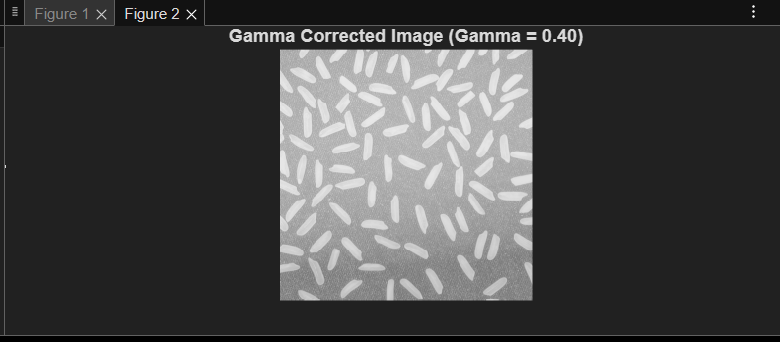 Figure 1 Figure 2
Gamma Corrected Image (Gamma = 0.40)